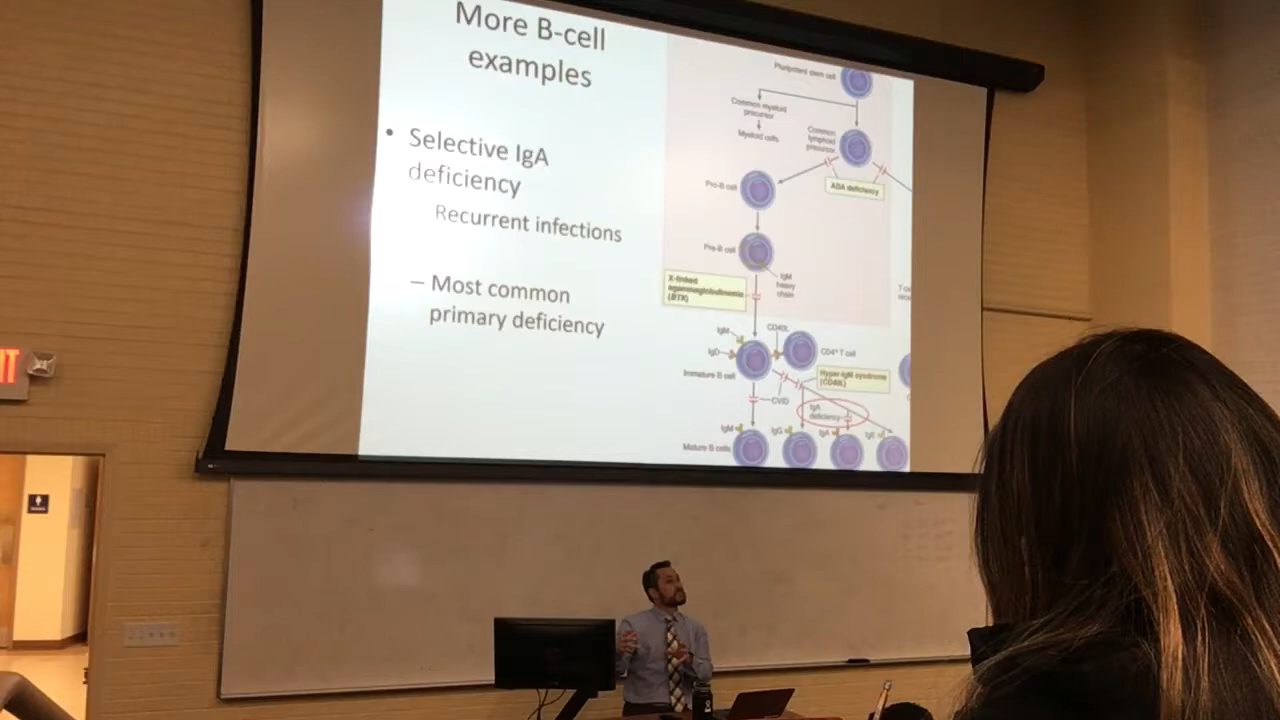 More B-cell
examples
• Selective IgA
deficiency
Recurrent infections
– Most common
primary deficiency
Pluripotent stem cell
Common myeloid
precursor
Myeloid cells
Common
lymphoid
precursor
ADA deficiency
Pro-B cell
Pre-B cell
IgM
heavy
chain
X-linked
agammaglobulinemia
(BTK)
IgM
CD40L
IgD
CD4+ T cell
Immature B cell
Hyper-IgM syndrome
(CD40L)
CVID
IgA
deficiency
IgM
IgG
IgA
IgE
Mature B cells
IT